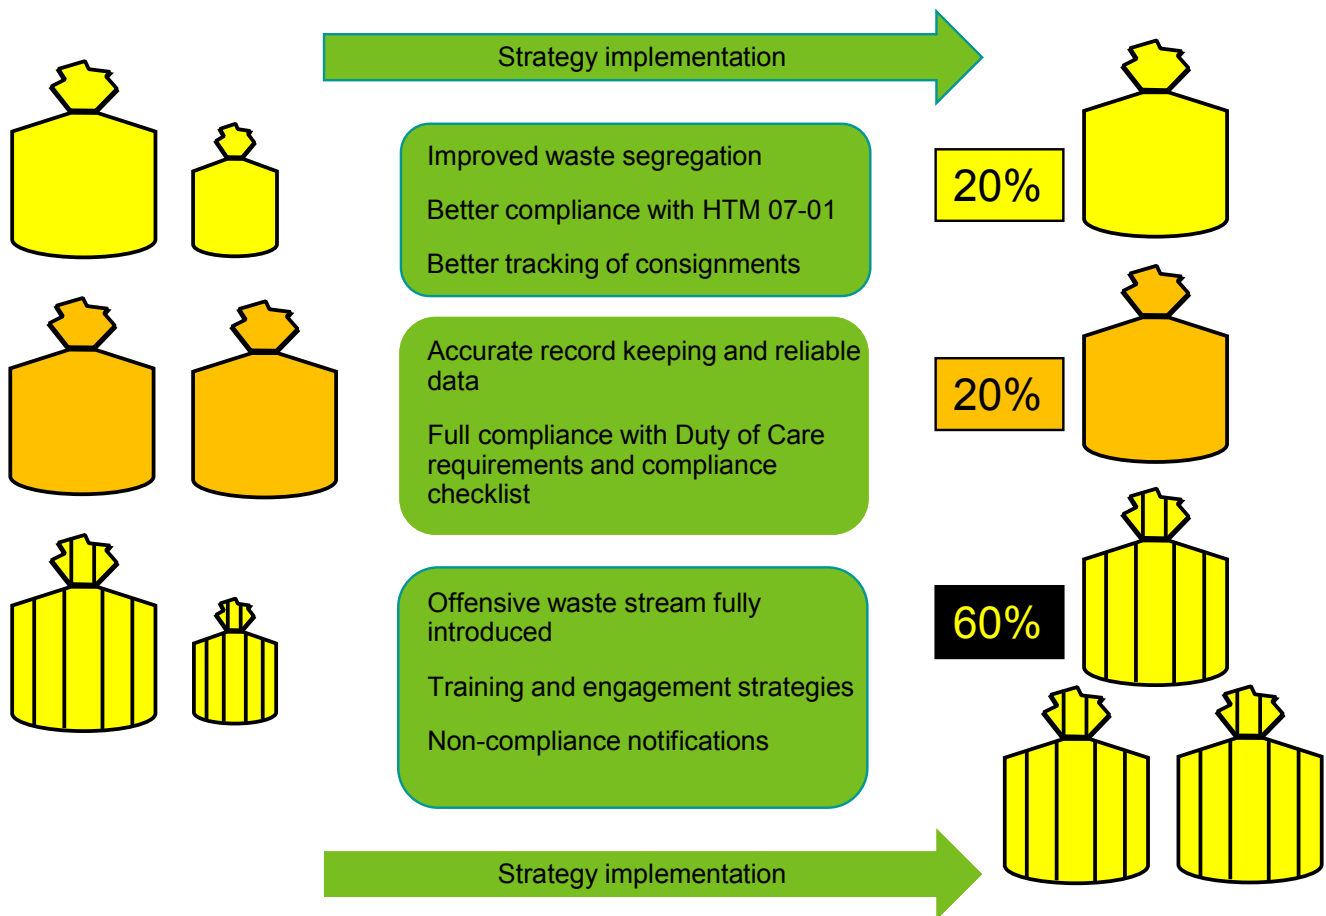 Strategy implementation
Improved waste segregation
Better compliance with HTM 07-01
Better tracking of consignments
20%
Accurate record keeping and reliable
data
Full compliance with Duty of Care
requirements and compliance
checklist
20%
Offensive waste stream fully
introduced
Training and engagement strategies
Non-compliance notifications
60%
Strategy implementation